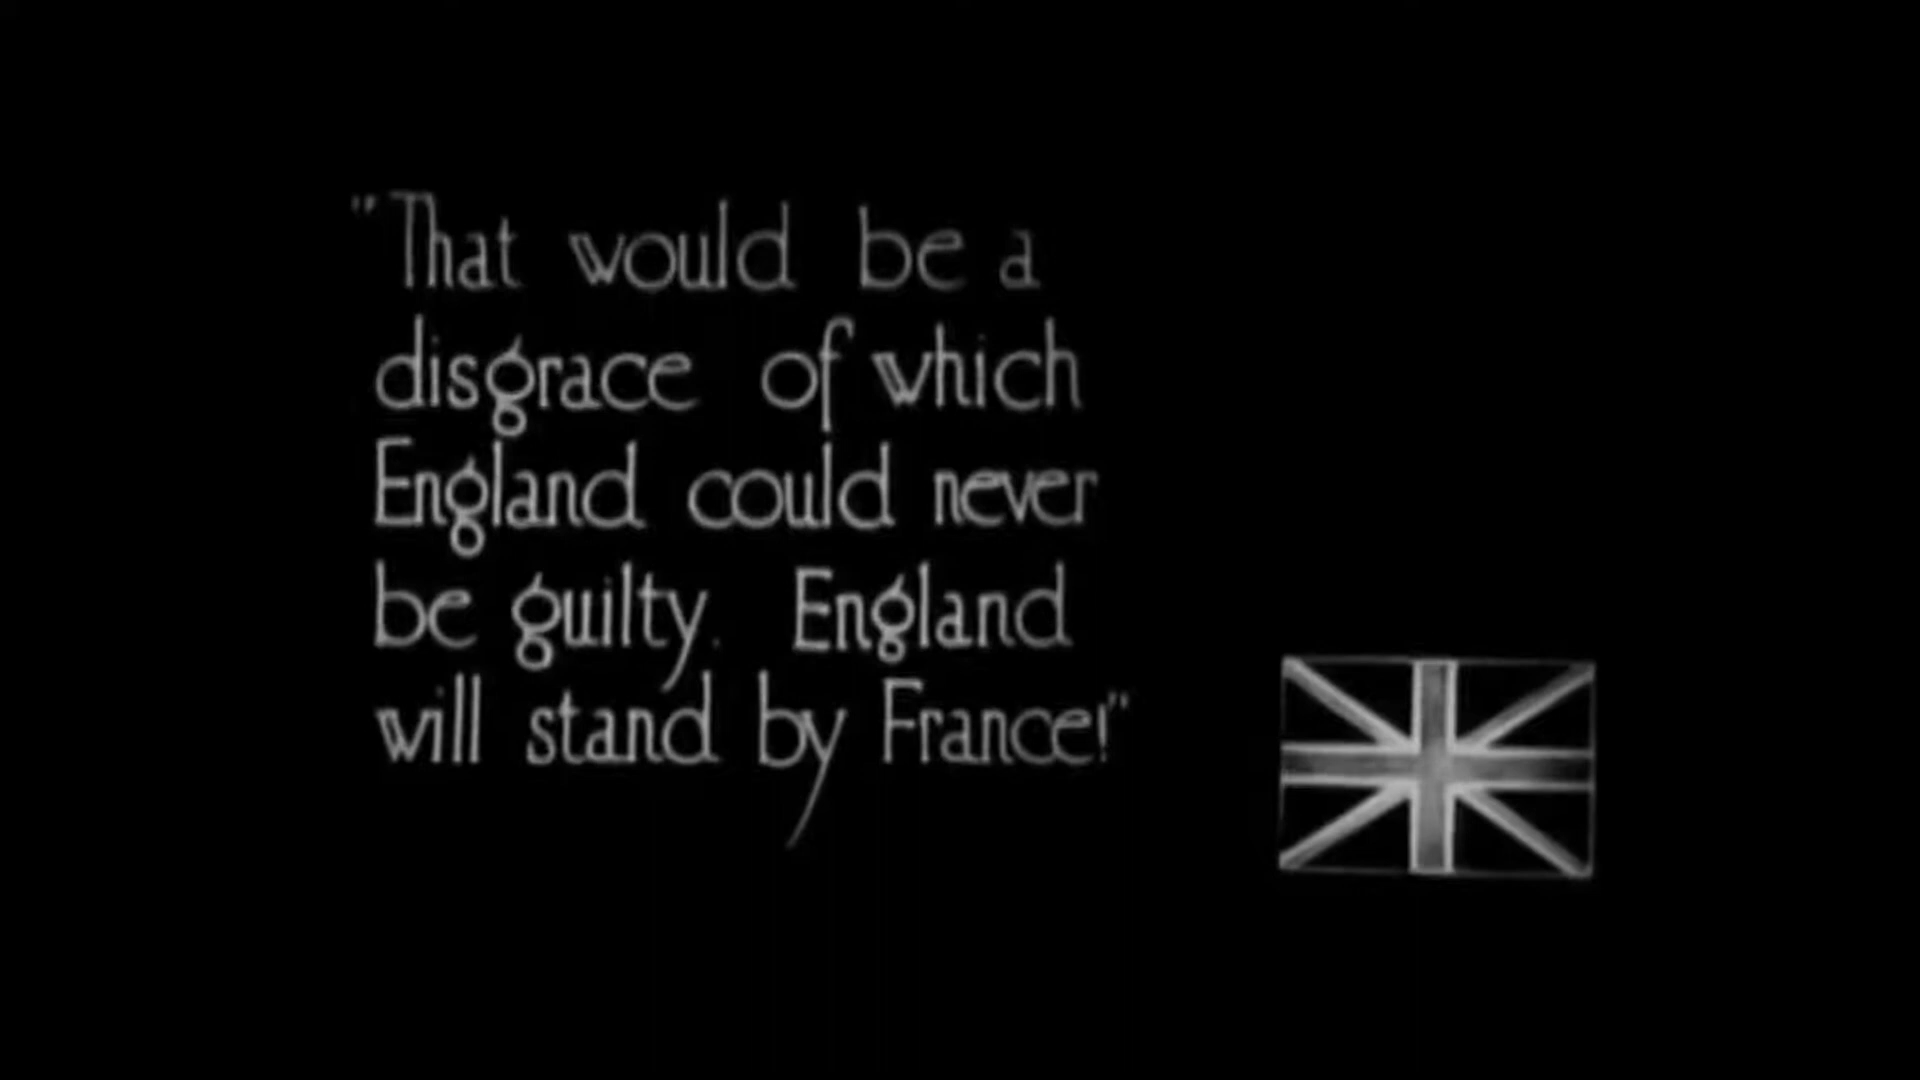 "That would be a
disgrace of which
England could never
be guilty. England
will stand by France!"